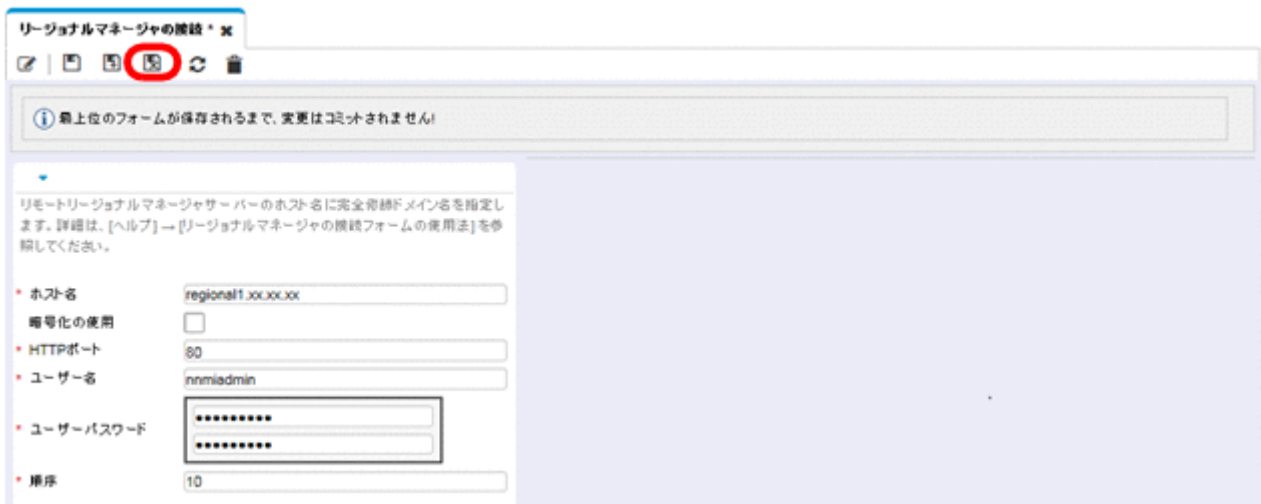 リージョナルマネージャの接続 *
最上位のフォームが保存されるまで、変更はコミットされません!
リモートリージョナルマネージャサーバーのホスト名に完全修飾ドメイン名を指定し
ます。詳細は、[ヘルプ]→[リージョナルマネージャの接続フォームの使用法]を参
照してください。
* ホスト名 regional1.xx.xx.xx
暗号化の使用
* HTTPポート 80
* ユーザー名 nnmiadmin
•••••••••
* ユーザーパスワード
•••••••••
* 順序 10